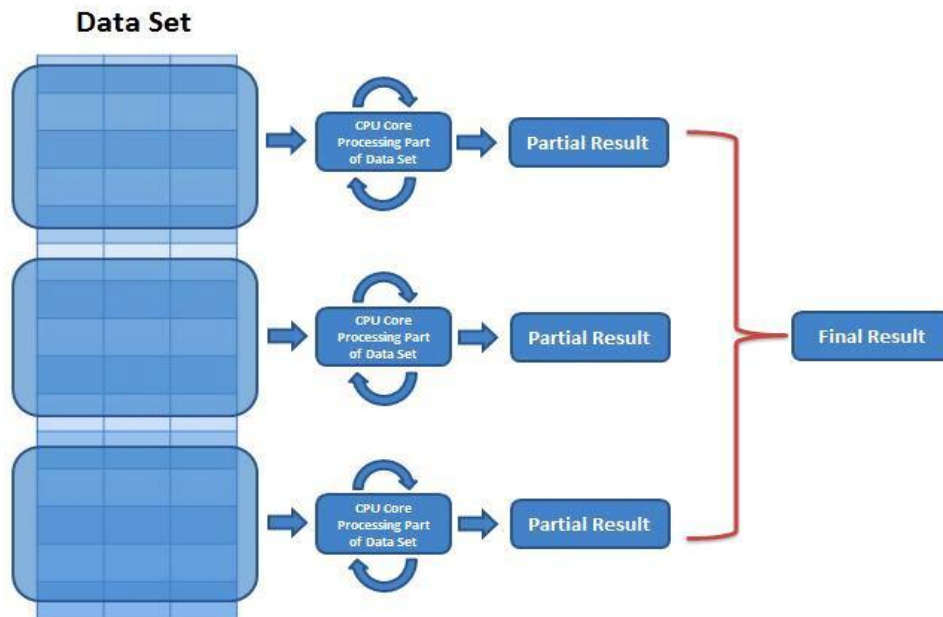 Data Set
CPU Core
Processing Part
of Data Set
Partial Result
CPU Core
Processing Part
of Data Set
Partial Result
Final Result
CPU Core
Processing Part
of Data Set
Partial Result